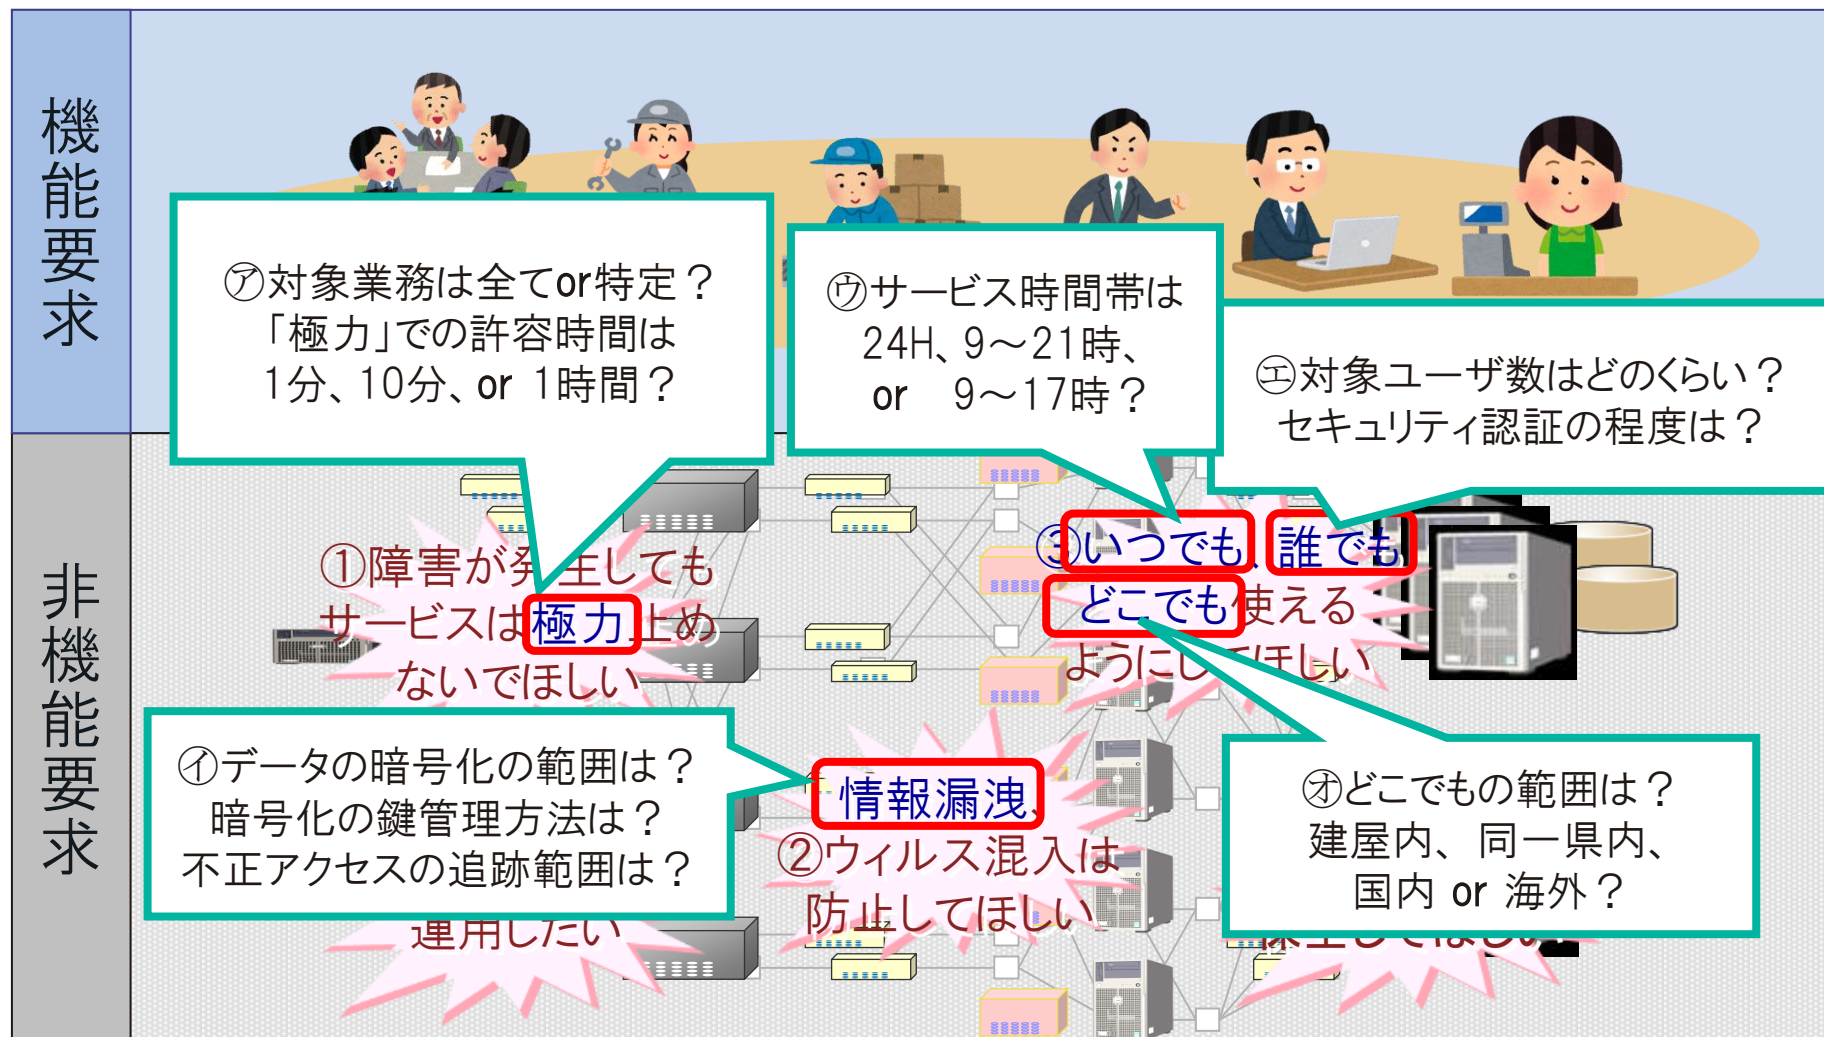 機能要求
㋐対象業務は全てor特定？
「極力」での許容時間は
1分、10分、or 1時間？
㋒サービス時間帯は
24H、9～21時、
or 9～17時？
㋓対象ユーザ数はどのくらい？
セキュリティ認証の程度は？
非機能要求
①障害が発生しても
サービスは極力止め
ないでほしい
③いつでも、誰でも
どこでも使える
ようにしてほしい
㋑データの暗号化の範囲は？
暗号化の鍵管理方法は？
不正アクセスの追跡範囲は？
運用したい
情報漏洩、
②ウィルス混入は
防止してほしい
㋔どこでもの範囲は？
建屋内、同一県内、
国内 or 海外？